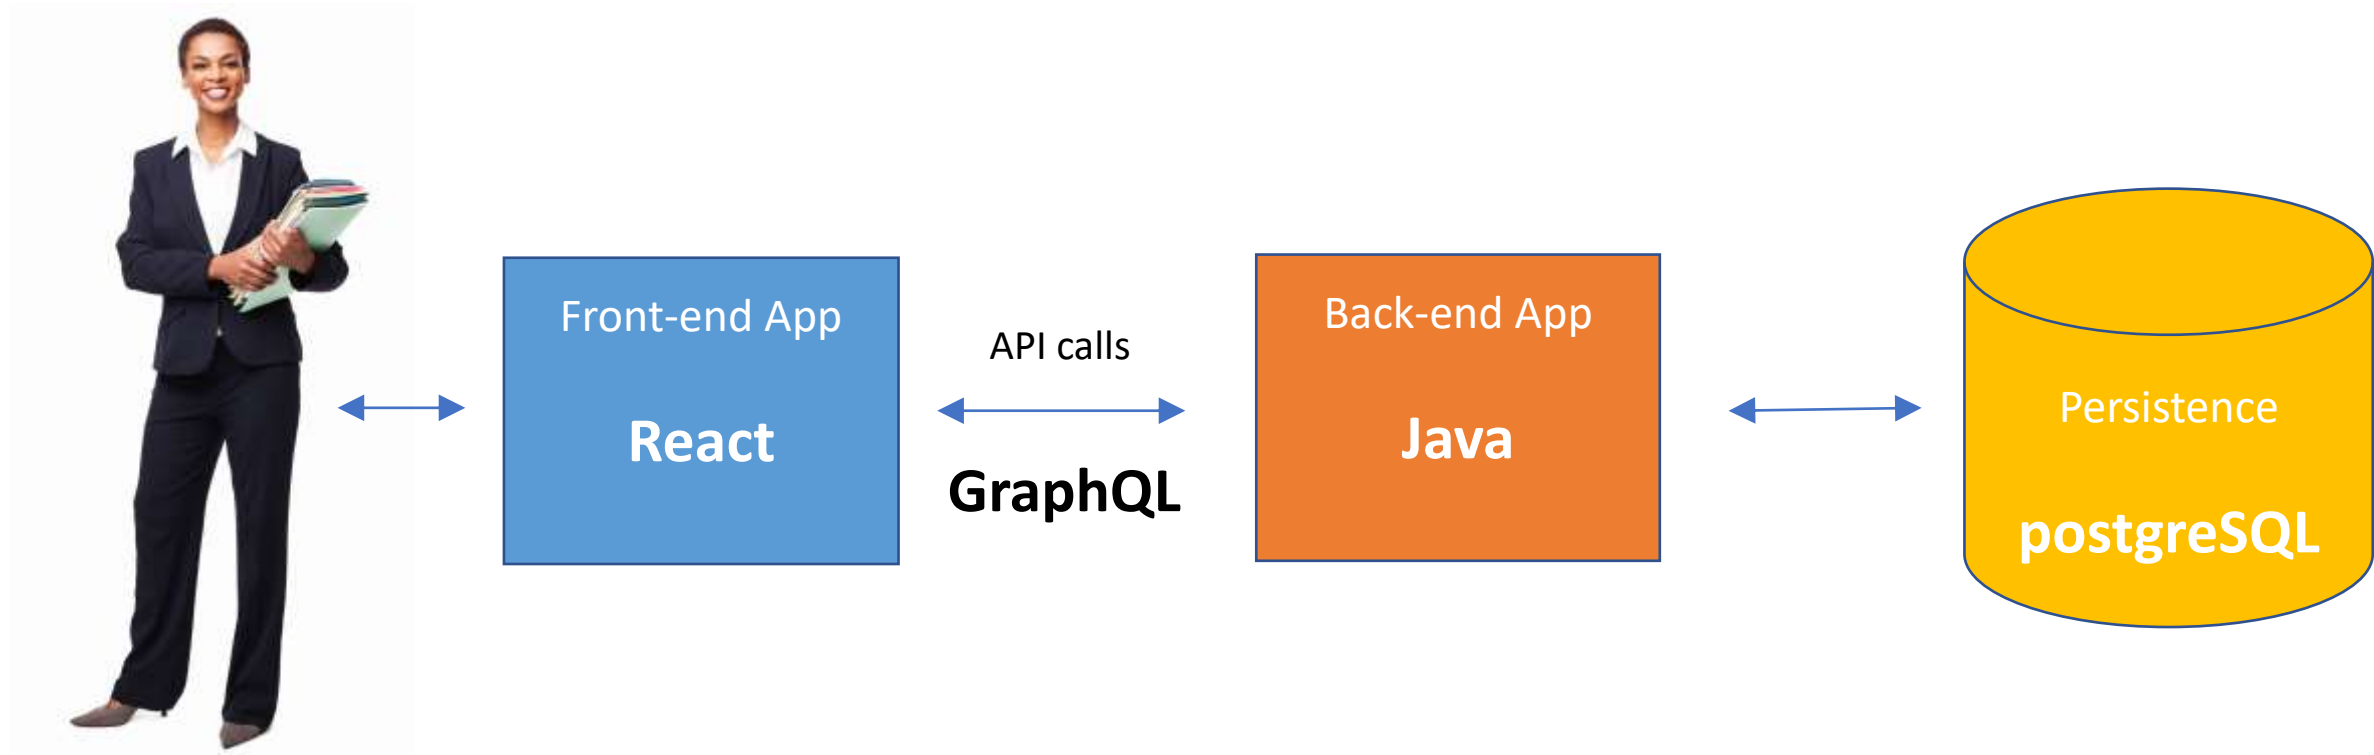 Front-end App
React
API calls
GraphQL
Back-end App
Java
Persistence
postgreSQL